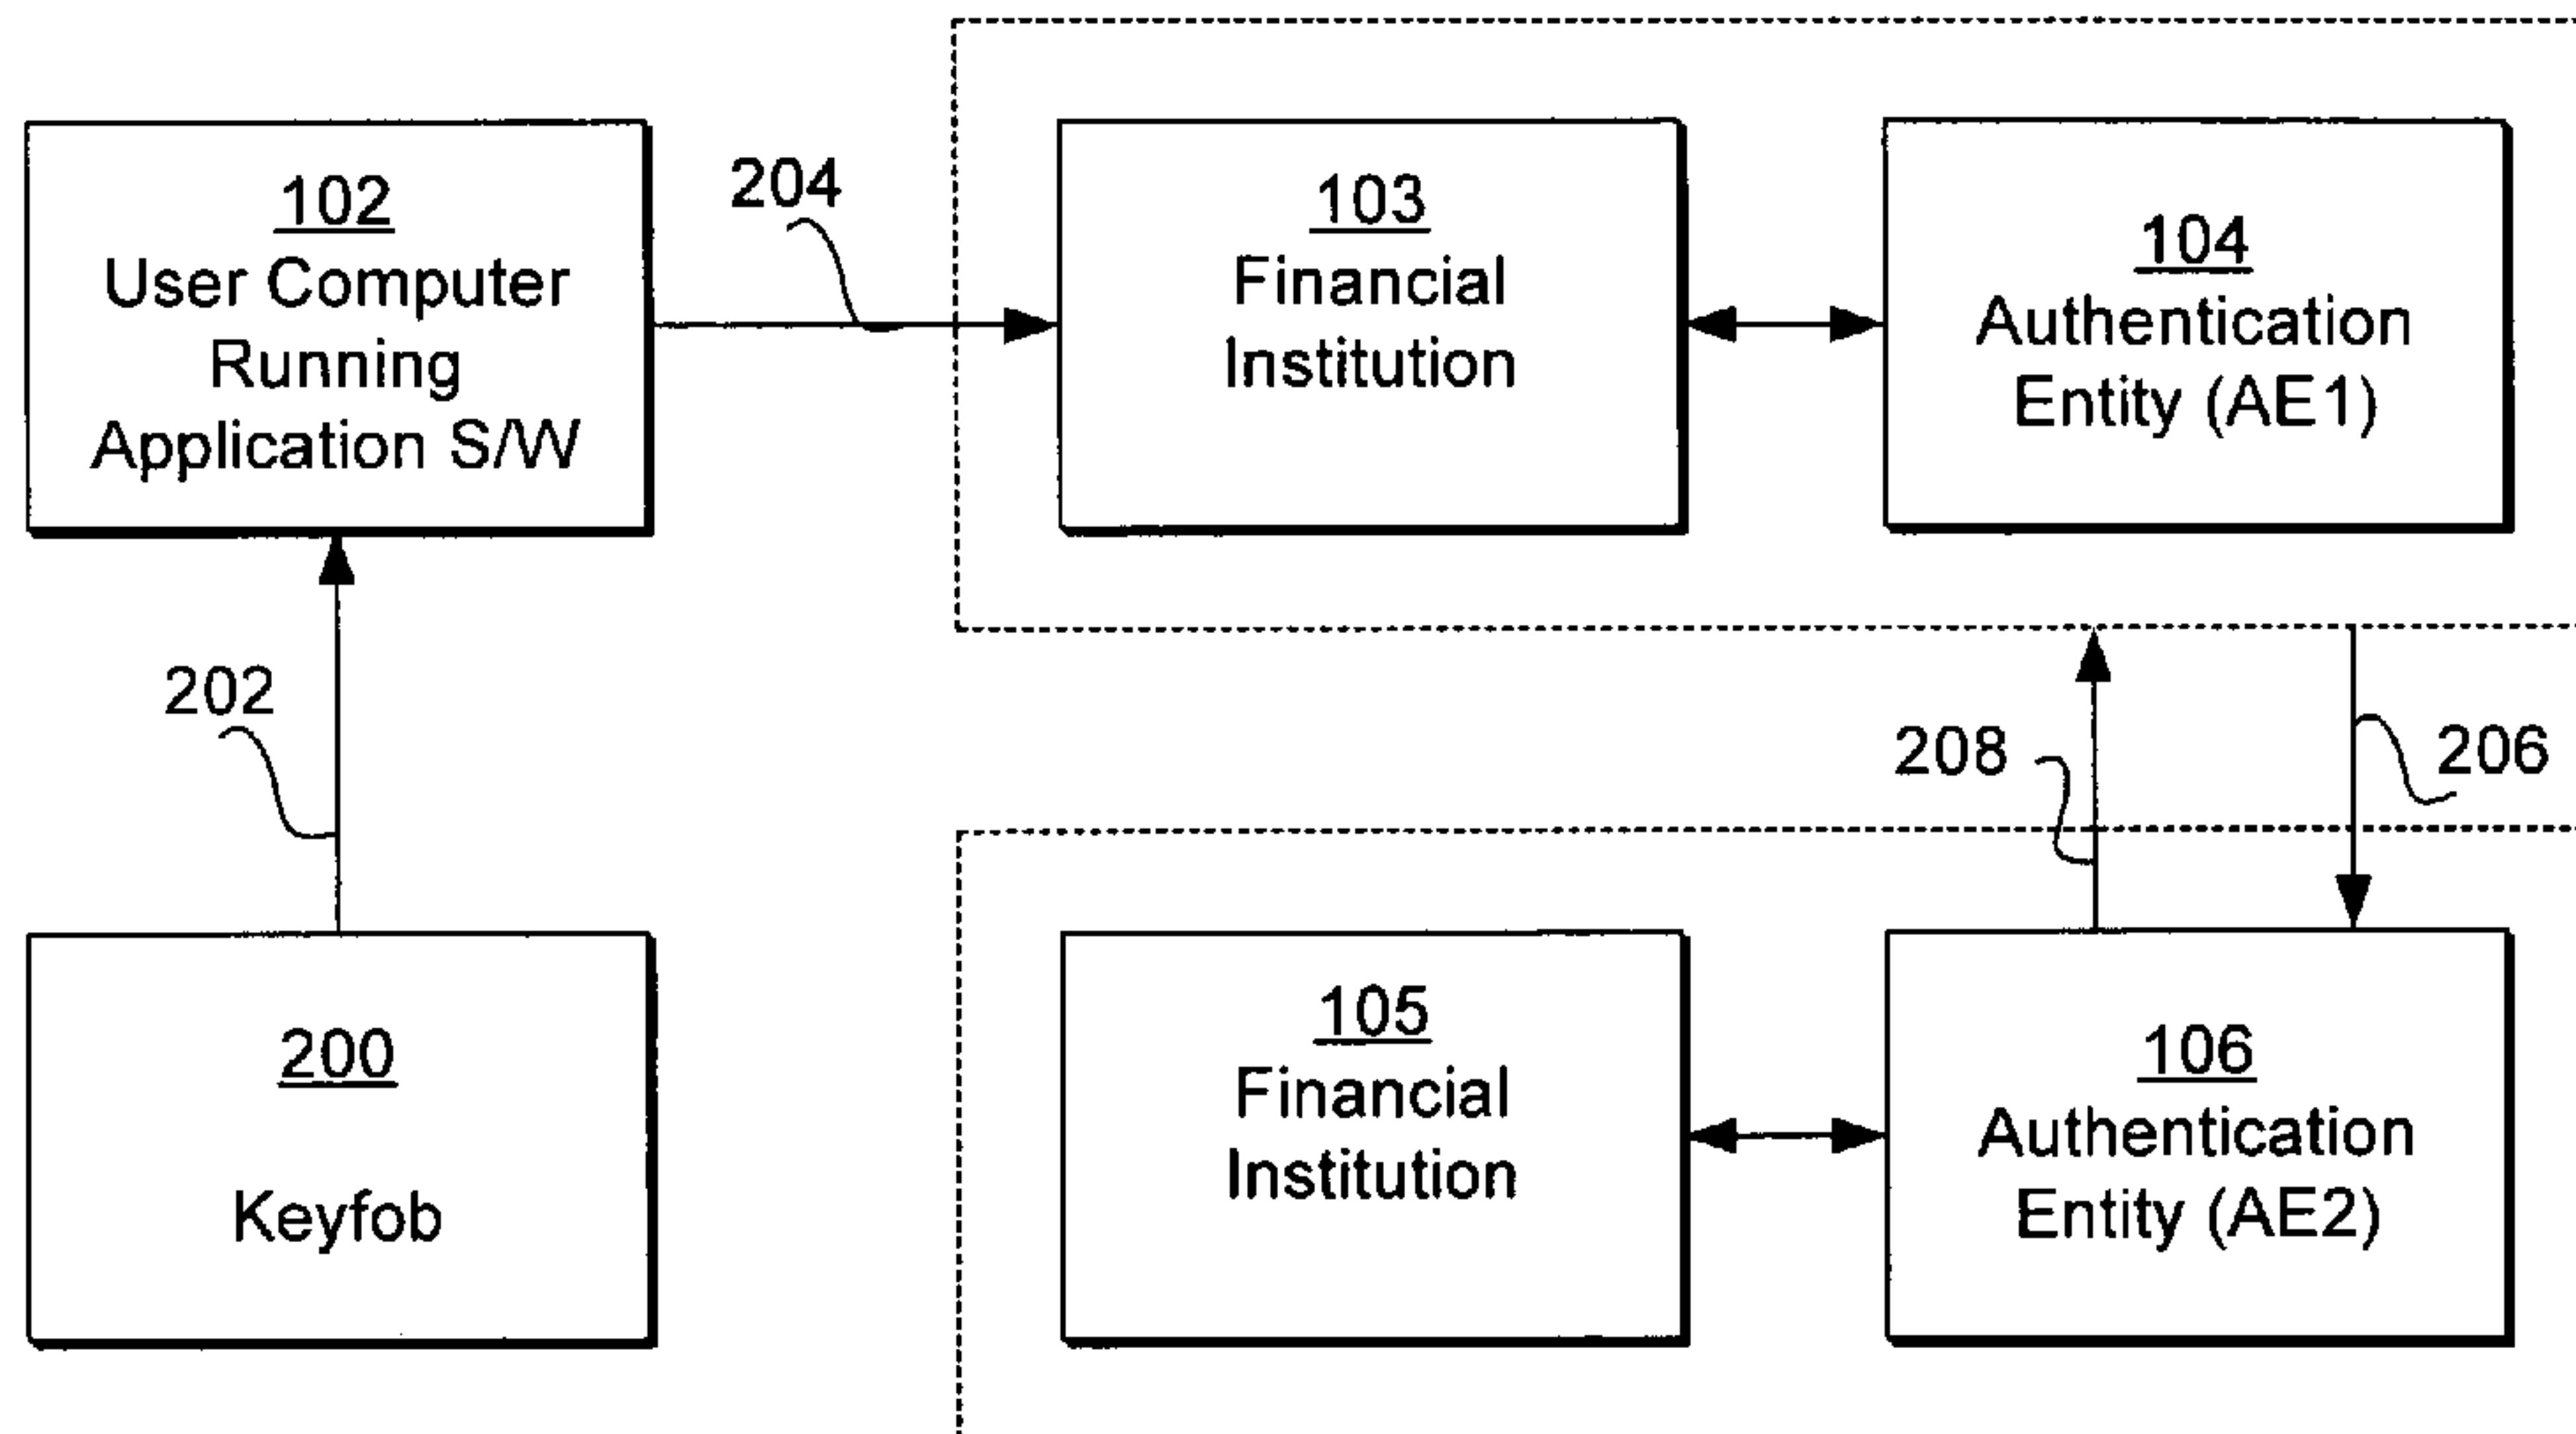 102
User Computer
Running
Application S/W
204
103
Financial
Institution
104
Authentication
Entity (AE1)
202
208
206
200
Keyfob
105
Financial
Institution
106
Authentication
Entity (AE2)